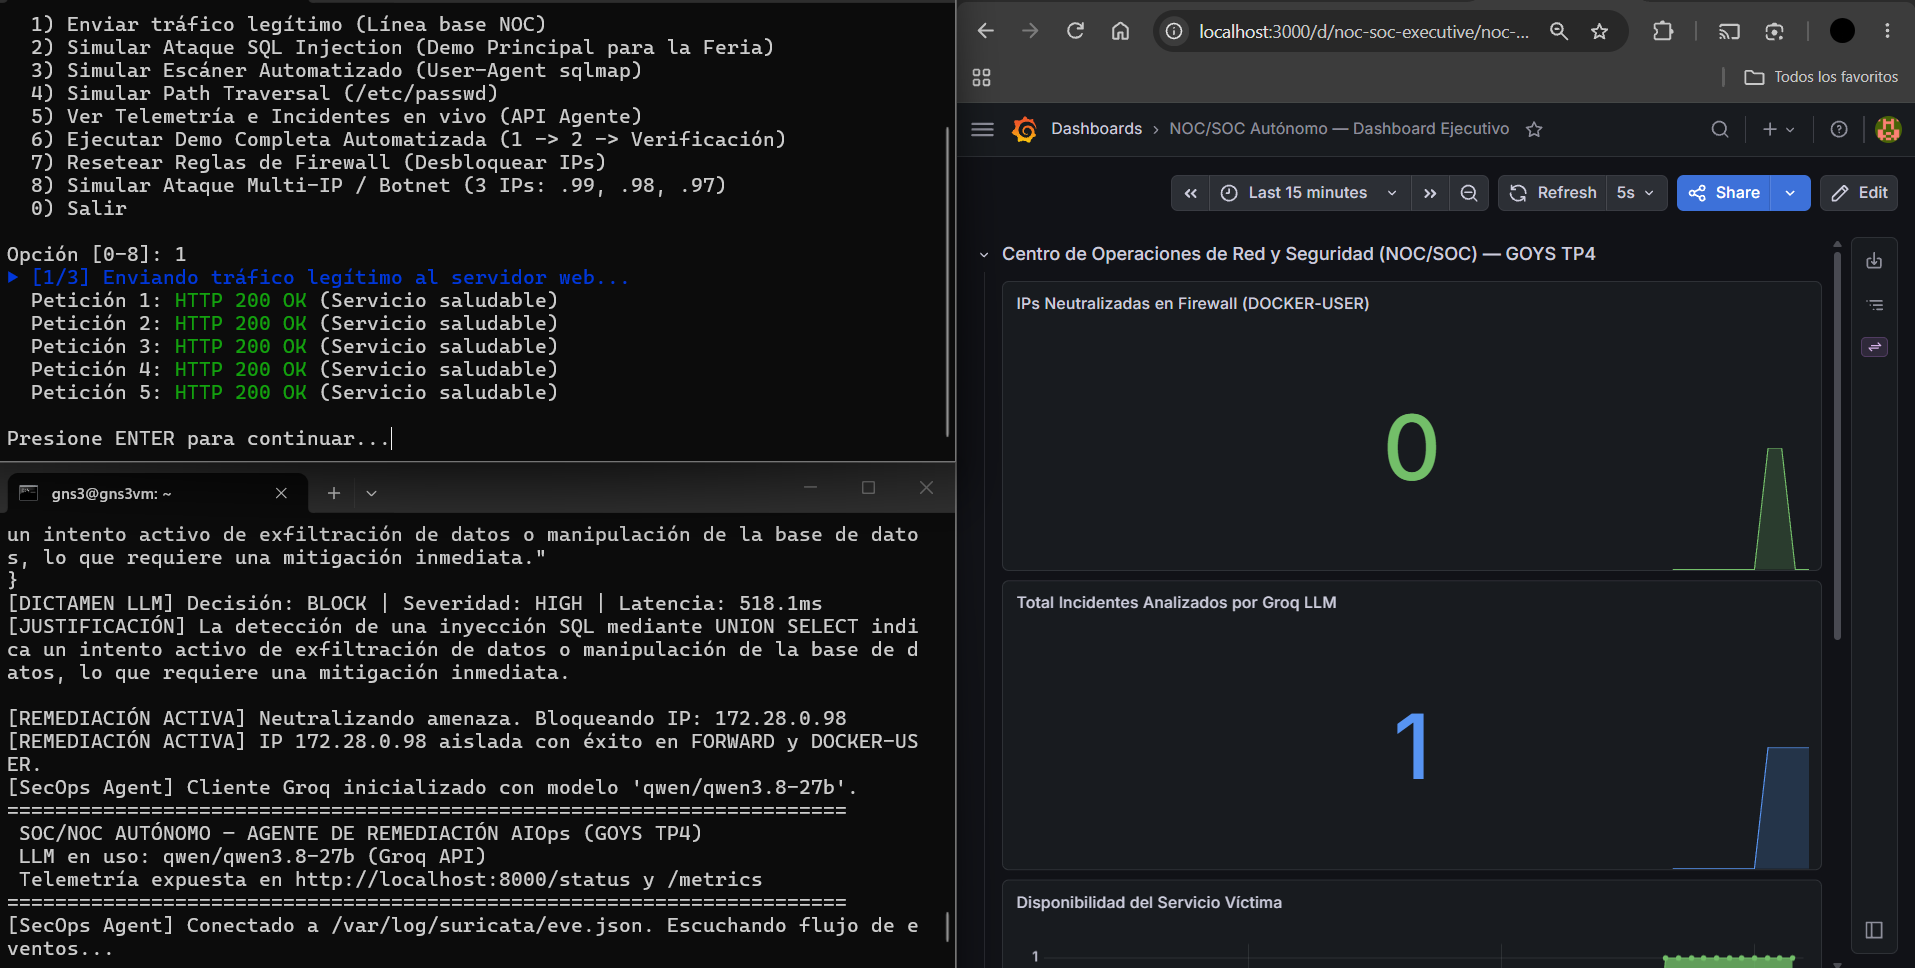 1) Enviar tráfico legítimo (Línea base NOC)
2) Simular Ataque SQL Injection (Demo Principal para la Feria)
3) Simular Escáner Automatizado (User-Agent sqlmap)
4) Simular Path Traversal (/etc/passwd)
5) Ver Telemetría e Incidentes en vivo (API Agente)
6) Ejecutar Demo Completa Automatizada (1 -> 2 -> Verificación)
7) Resetear Reglas de Firewall (Desbloquear IPs)
8) Simular Ataque Multi-IP / Botnet (3 IPs: .99, .98, .97)
0) Salir
Opción [0-8]: 1
▶ [1/3] Enviando tráfico legítimo al servidor web...
Petición 1: HTTP 200 OK (Servicio saludable)
Petición 2: HTTP 200 OK (Servicio saludable)
Petición 3: HTTP 200 OK (Servicio saludable)
Petición 4: HTTP 200 OK (Servicio saludable)
Petición 5: HTTP 200 OK (Servicio saludable)
Presione ENTER para continuar...
gns3@gns3vm: ~
un intento activo de exfiltración de datos o manipulación de la base de dato
s, lo que requiere una mitigación inmediata."
}
[DICTAMEN LLM] Decisión: BLOCK | Severidad: HIGH | Latencia: 518.1ms
[JUSTIFICACIÓN] La detección de una inyección SQL mediante UNION SELECT indi
ca un intento activo de exfiltración de datos o manipulación de la base de d
atos, lo que requiere una mitigación inmediata.
[REMEDIACIÓN ACTIVA] Neutralizando amenaza. Bloqueando IP: 172.28.0.98
[REMEDIACIÓN ACTIVA] IP 172.28.0.98 aislada con éxito en FORWARD y DOCKER-US
ER.
[SecOps Agent] Cliente Groq inicializado con modelo 'qwen/qwen3.8-27b'.
======================================================================
SOC/NOC AUTÓNOMO - AGENTE DE REMEDIACIÓN AIOps (GOYS TP4)
LLM en uso: qwen/qwen3.8-27b (Groq API)
Telemetría expuesta en http://localhost:8000/status y /metrics
======================================================================
[SecOps Agent] Conectado a /var/log/suricata/eve.json. Escuchando flujo de e
ventos...
localhost:3000/d/noc-soc-executive/noc-...
Todos los favoritos
Dashboards › NOC/SOC Autónomo — Dashboard Ejecutivo
Last 15 minutes
Refresh
5s
Share
Edit
Centro de Operaciones de Red y Seguridad (NOC/SOC) — GOYS TP4
IPs Neutralizadas en Firewall (DOCKER-USER)
0
Total Incidentes Analizados por Groq LLM
1
Disponibilidad del Servicio Víctima
1